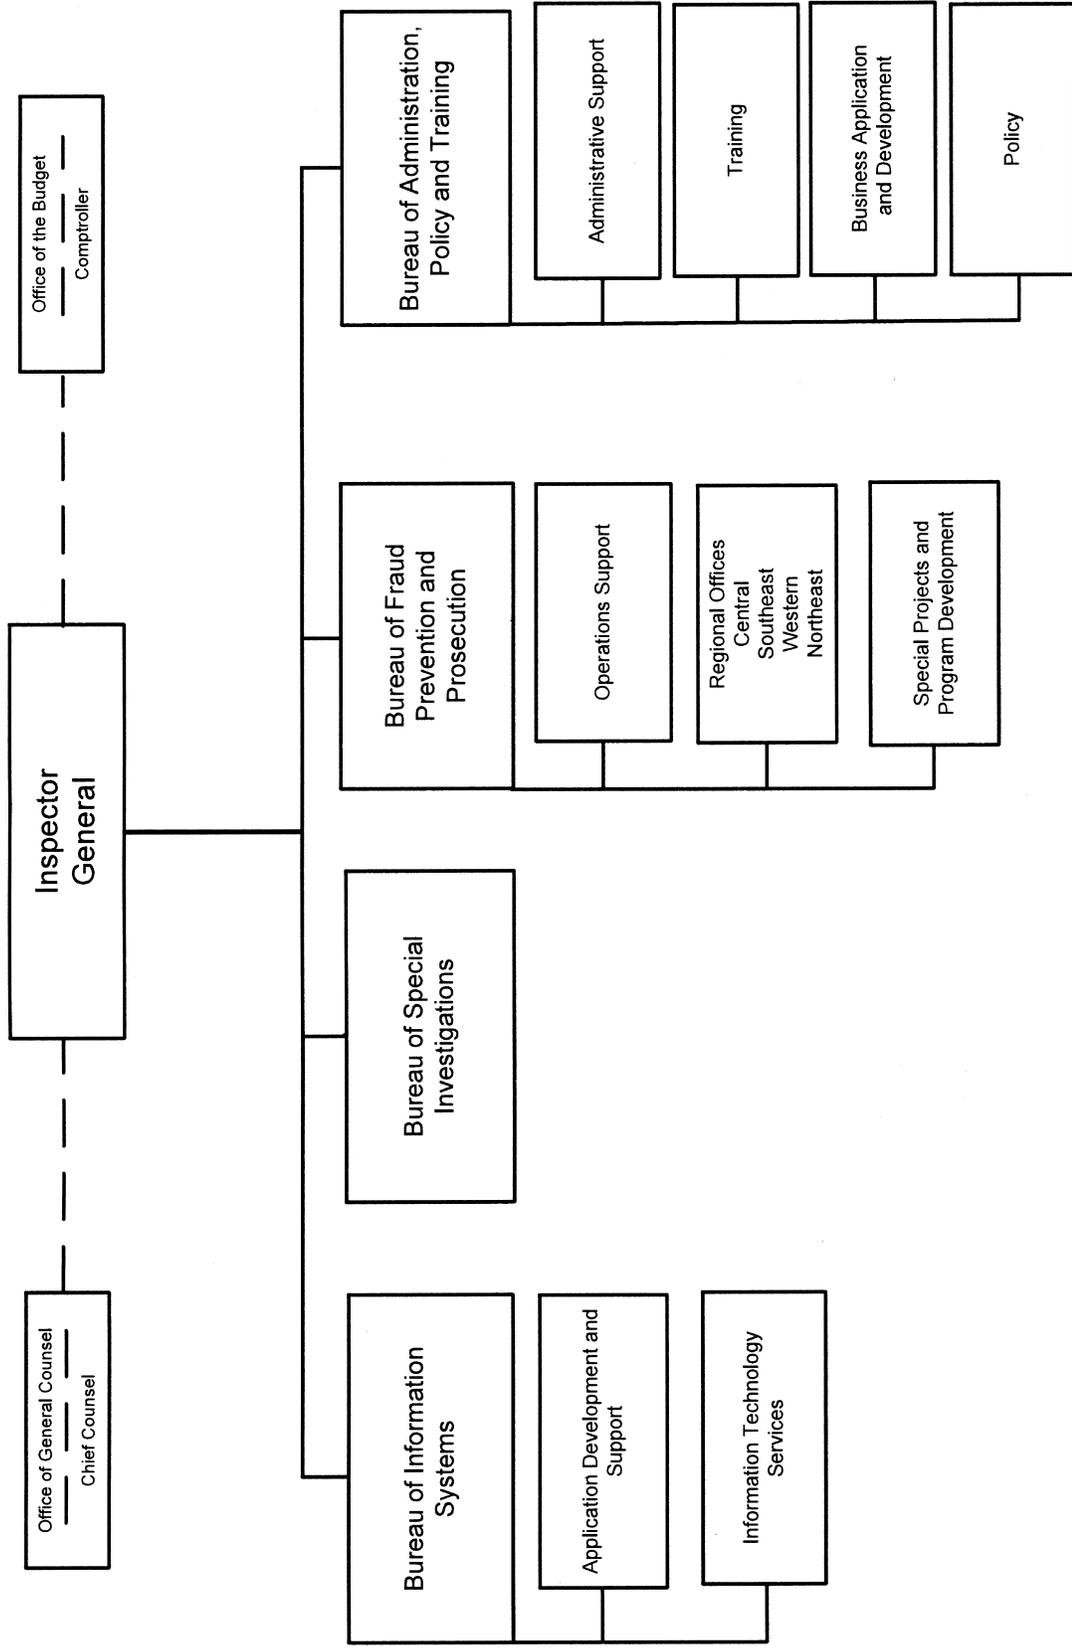 Office of General Counsel
Chief Counsel
Inspector
General
Office of the Budget
Comptroller
Bureau of Information
Systems
Application Development and
Support
Information Technology
Services
Bureau of Special
Investigations
Bureau of Fraud
Prevention and
Prosecution
Operations Support
Regional Offices
Central
Southeast
Western
Northeast
Special Projects and
Program Development
Bureau of Administration,
Policy and Training
Administrative Support
Training
Business Application
and Development
Policy